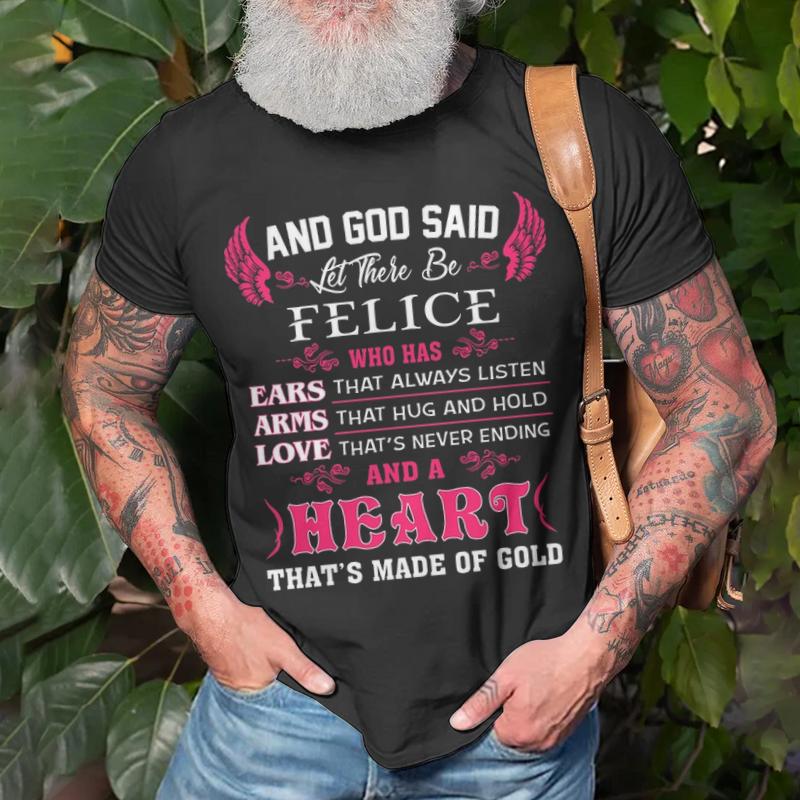 AND GOD SAID
Let There Be
FELICE
WHO HAS
EARS THAT ALWAYS LISTEN
ARMS THAT HUG AND HOLD
LOVE THAT'S NEVER ENDING
AND A
HEART
THAT'S MADE OF GOLD
Estuardo